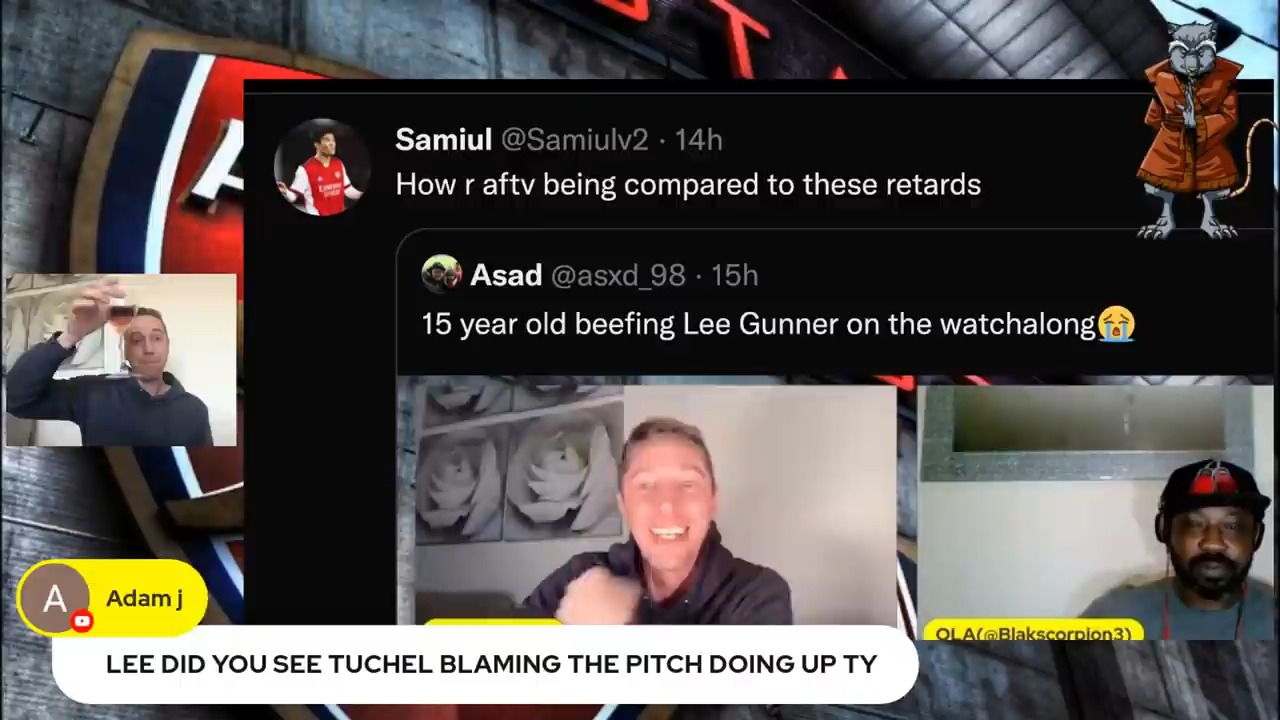 Samiul @Samiulv2 · 14h
How r aftv being compared to these retards
Asad @asxd_98 · 15h
15 year old beefing Lee Gunner on the watchalong😭
OLA(@Blakscorpion3)
A
Adam j
LEE DID YOU SEE TUCHEL BLAMING THE PITCH DOING UP TY